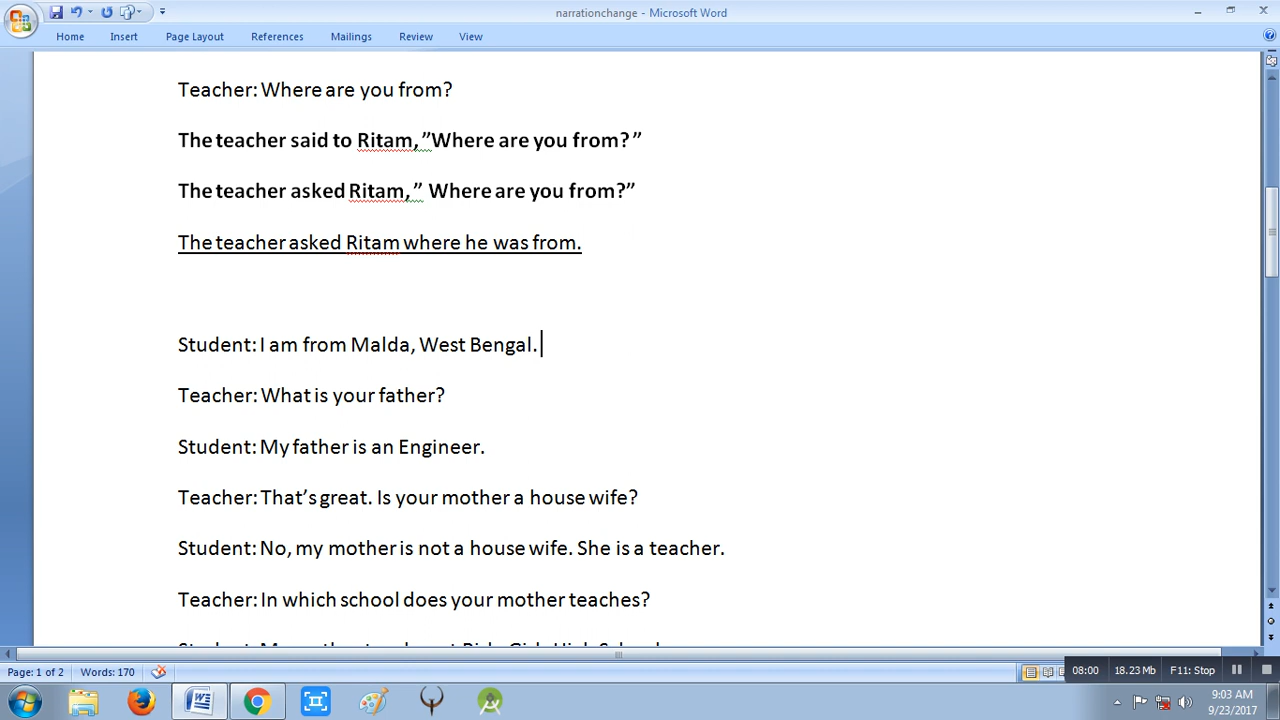 narrationchange - Microsoft Word
Home Insert Page Layout References Mailings Review View
Teacher: Where are you from?
The teacher said to Ritam, ”Where are you from?”
The teacher asked Ritam,” Where are you from?”
The teacher asked Ritam where he was from.
Student: I am from Malda, West Bengal.
Teacher: What is your father?
Student: My father is an Engineer.
Teacher: That’s great. Is your mother a house wife?
Student: No, my mother is not a house wife. She is a teacher.
Teacher: In which school does your mother teaches?
Page: 1 of 2 Words: 170 08:00 18.23 Mb F11: Stop
9:03 AM
9/23/2017